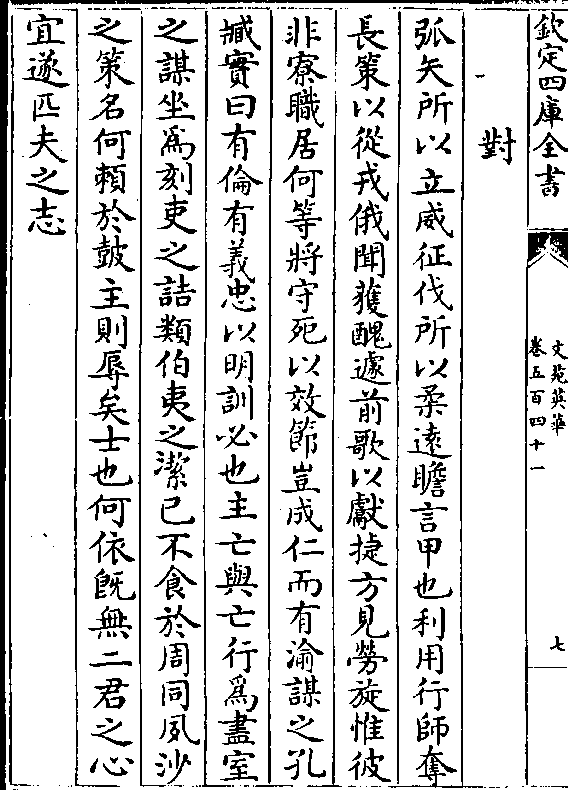 欽定四庫全書
文苑英華
卷五百四十一
七
對
弧矢所以立威征伐所以柔遠瞻言甲也利用行師奪
長策以從戎俄聞獲醜遽前歌以獻捷方見勞旋惟彼
非寮職居何等將守死以效節豈成仁而有渝謀之孔
臧實曰有倫有義忠以明訓必也主亡與亡行爲盡室
之謀坐爲刻吏之詰類伯夷之潔已不食於周同夙沙
之策名何賴於鼓主則辱矣士也何依既無二君之心
宜遂匹夫之志